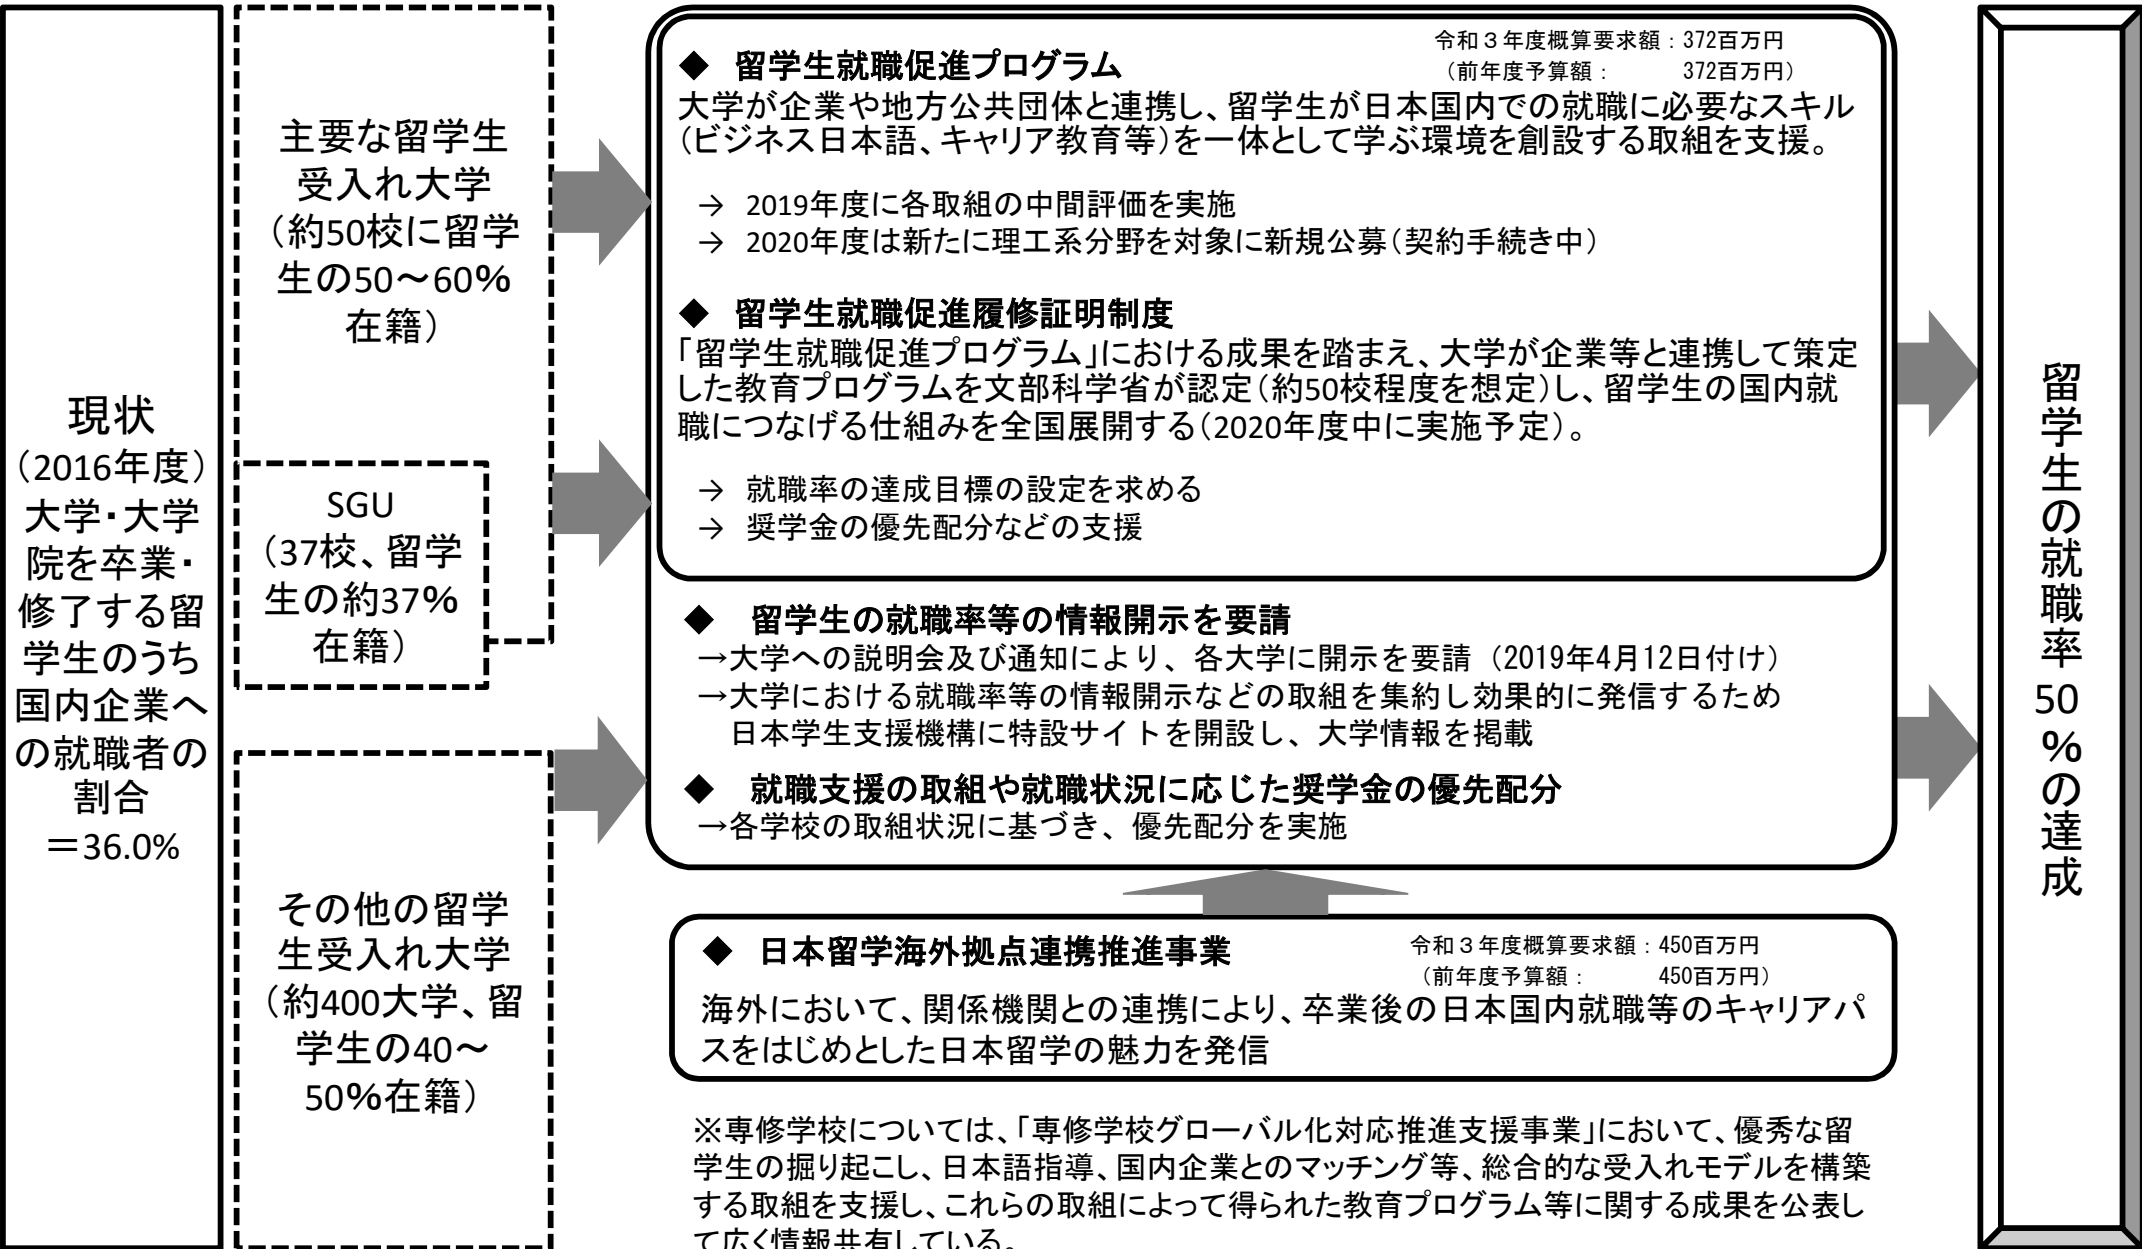 現状
（2016年度）
大学・大学
院を卒業・
修了する留
学生のうち
国内企業へ
の就職者の
割合
＝36.0%
主要な留学生
受入れ大学
（約50校に留学
生の50～60%
在籍）
SGU
（37校、留学
生の約37%
在籍）
その他の留学
生受入れ大学
（約400大学、留
学生の40～
50%在籍）
◆ 留学生就職促進プログラム
令和３年度概算要求額：372百万円
（前年度予算額： 372百万円）
大学が企業や地方公共団体と連携し、留学生が日本国内での就職に必要なスキル
（ビジネス日本語、キャリア教育等）を一体として学ぶ環境を創設する取組を支援。
→ 2019年度に各取組の中間評価を実施
→ 2020年度は新たに理工系分野を対象に新規公募（契約手続き中）
◆ 留学生就職促進履修証明制度
「留学生就職促進プログラム」における成果を踏まえ、大学が企業等と連携して策定
した教育プログラムを文部科学省が認定（約50校程度を想定）し、留学生の国内就
職につなげる仕組みを全国展開する（2020年度中に実施予定）。
→ 就職率の達成目標の設定を求める
→ 奨学金の優先配分などの支援
◆ 留学生の就職率等の情報開示を要請
→大学への説明会及び通知により、各大学に開示を要請（2019年4月12日付け）
→大学における就職率等の情報開示などの取組を集約し効果的に発信するため
日本学生支援機構に特設サイトを開設し、大学情報を掲載
◆ 就職支援の取組や就職状況に応じた奨学金の優先配分
→各学校の取組状況に基づき、優先配分を実施
◆ 日本留学海外拠点連携推進事業
令和３年度概算要求額：450百万円
（前年度予算額： 450百万円）
海外において、関係機関との連携により、卒業後の日本国内就職等のキャリアパ
スをはじめとした日本留学の魅力を発信
※専修学校については、「専修学校グローバル化対応推進支援事業」において、優秀な留
学生の掘り起こし、日本語指導、国内企業とのマッチング等、総合的な受入れモデルを構築
する取組を支援し、これらの取組によって得られた教育プログラム等に関する成果を公表し
て広く情報共有している。
留学生の就職率50%の達成